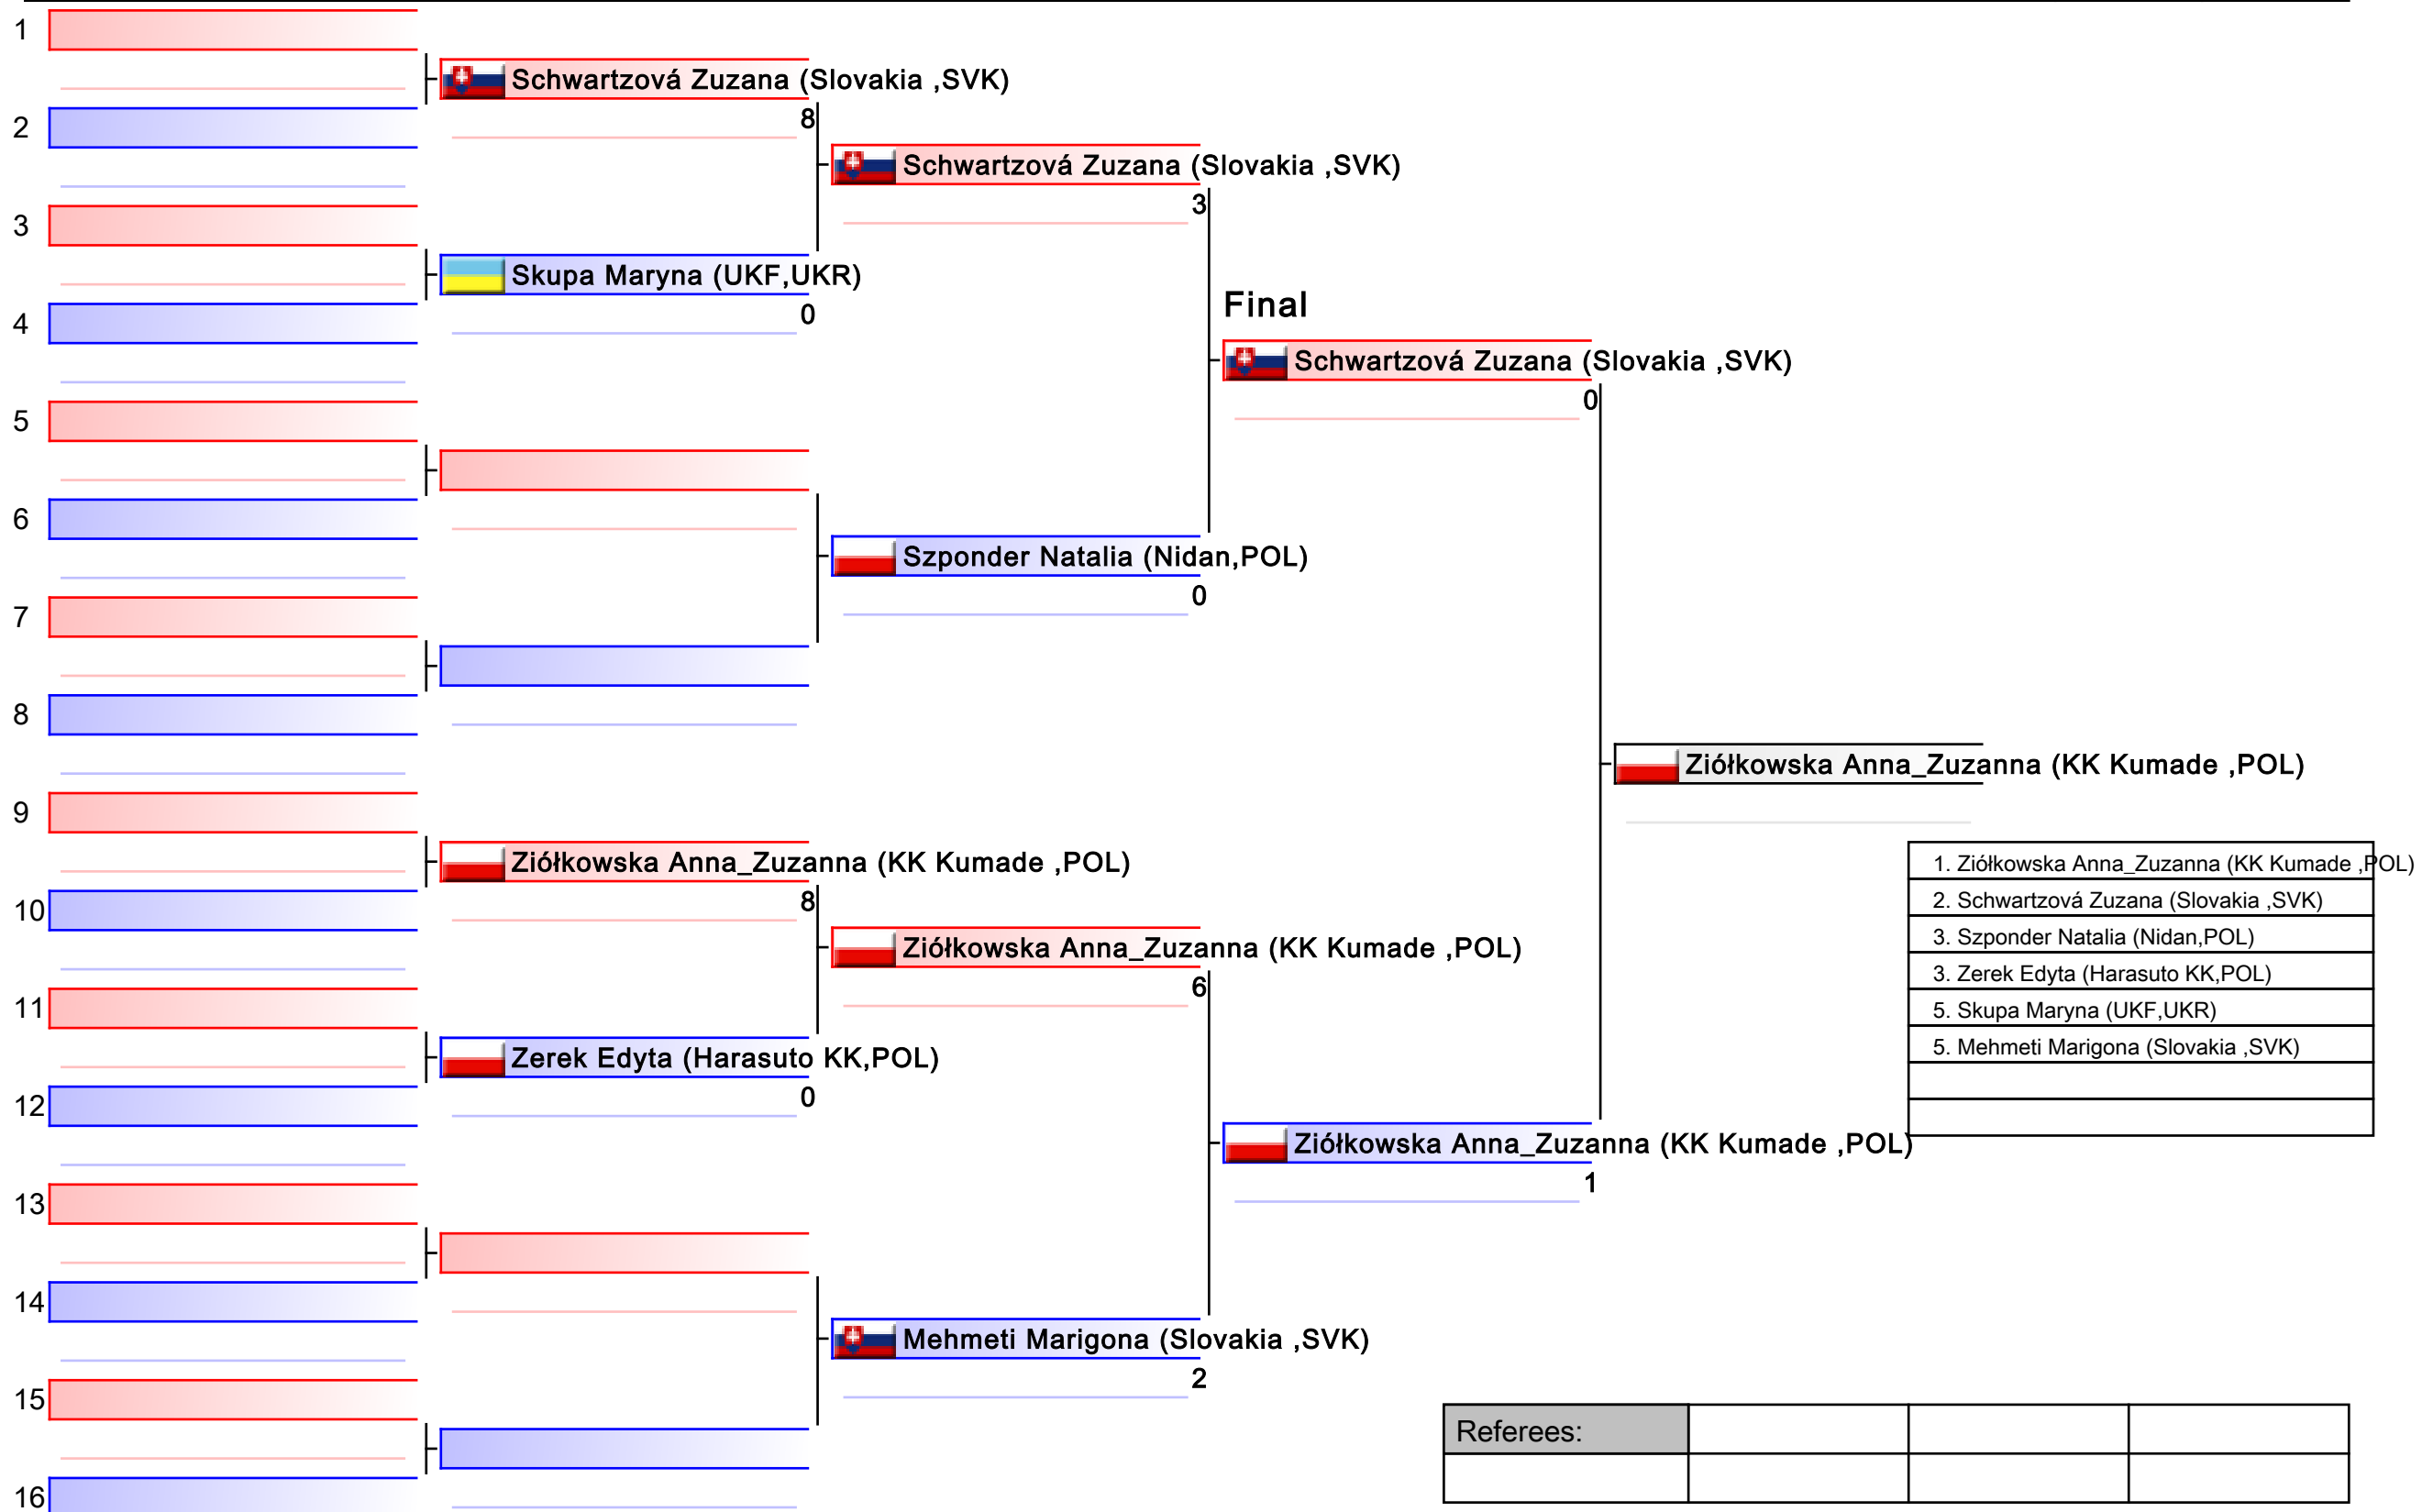 1
Schwartzová Zuzana (Slovakia ,SVK)
8
2
Schwartzová Zuzana (Slovakia ,SVK)
3
3
Skupa Maryna (UKF,UKR)
0
4
Final
Schwartzová Zuzana (Slovakia ,SVK)
0
5
6
Szponder Natalia (Nidan,POL)
0
7
8
Ziółkowska Anna_Zuzanna (KK Kumade ,POL)
9
Ziółkowska Anna_Zuzanna (KK Kumade ,POL)
8
10
Ziółkowska Anna_Zuzanna (KK Kumade ,POL)
6
11
Zerek Edyta (Harasuto KK,POL)
0
12
1. Ziółkowska Anna_Zuzanna (KK Kumade ,POL)
2. Schwartzová Zuzana (Slovakia ,SVK)
3. Szponder Natalia (Nidan,POL)
3. Zerek Edyta (Harasuto KK,POL)
5. Skupa Maryna (UKF,UKR)
5. Mehmeti Marigona (Slovakia ,SVK)
Ziółkowska Anna_Zuzanna (KK Kumade ,POL)
1
13
14
Mehmeti Marigona (Slovakia ,SVK)
2
15
16
Referees: